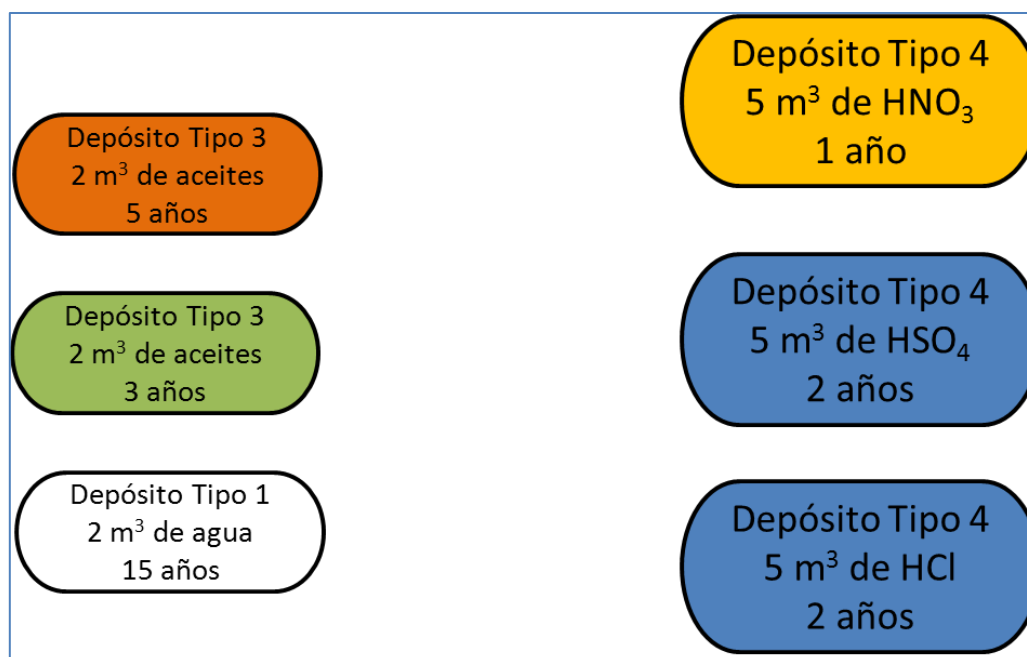 Depósito Tipo 3
2 m³ de aceites
5 años
Depósito Tipo 3
2 m³ de aceites
3 años
Depósito Tipo 1
2 m³ de agua
15 años
Depósito Tipo 4
5 m³ de HNO₃
1 año
Depósito Tipo 4
5 m³ de HSO₄
2 años
Depósito Tipo 4
5 m³ de HCl
2 años